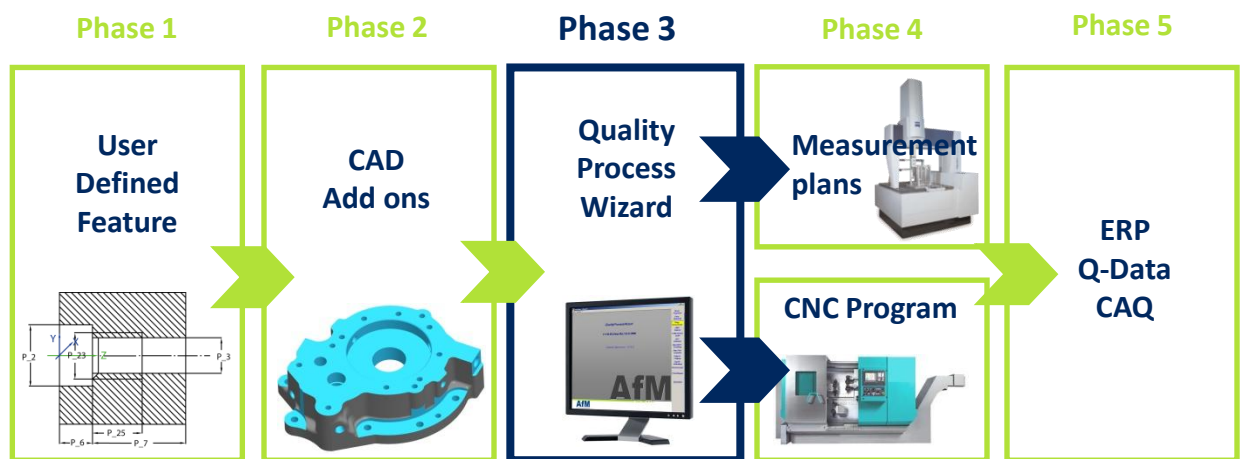 Phase 1
Phase 2
Phase 3
Phase 4
Phase 5
User
Defined
Feature
CAD
Add ons
Quality
Process
Wizard
Measurement
plans
CNC Program
ERP
Q-Data
CAQ
Y
X
Z
P_2
P_23
P_3
P_25
P_6
P_7
AfM
AfM